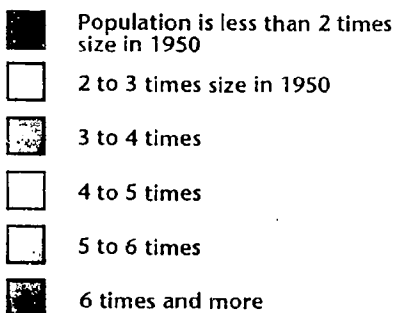 Population is less than 2 times
size in 1950
2 to 3 times size in 1950
3 to 4 times
4 to 5 times
5 to 6 times
6 times and more